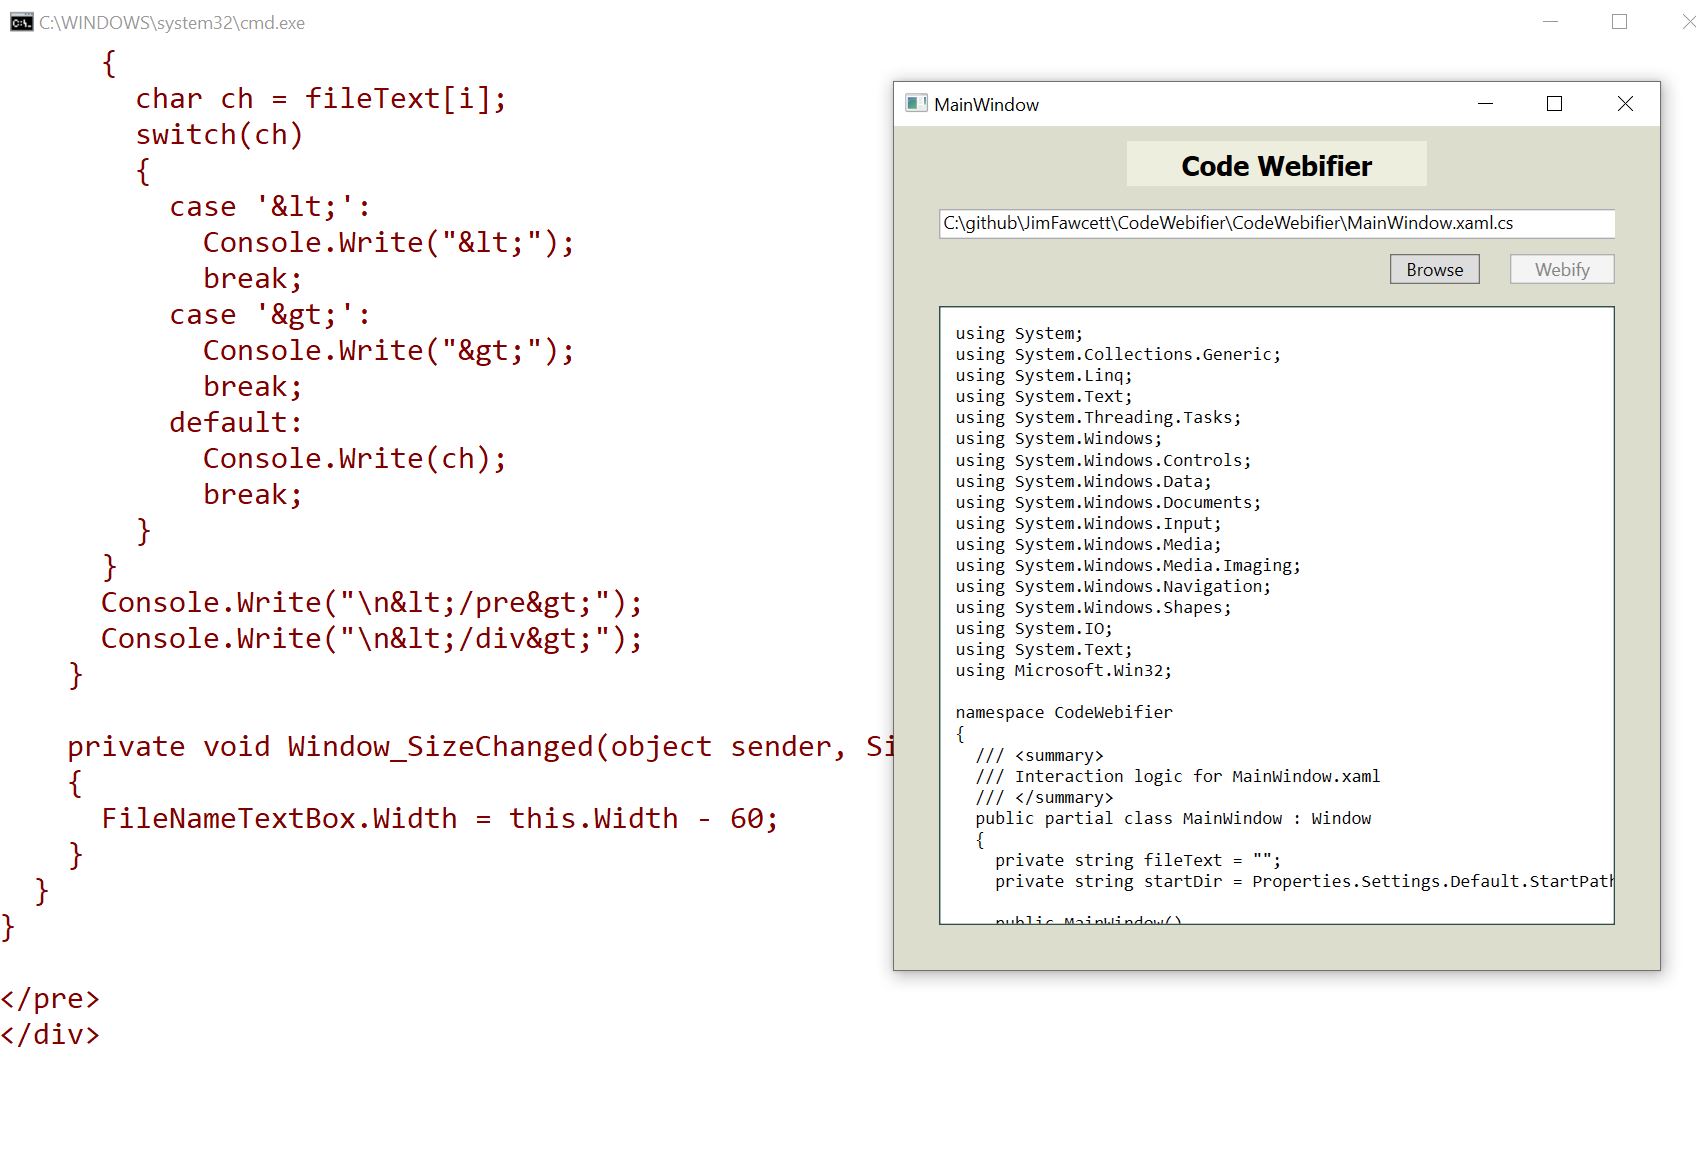 C:\WINDOWS\system32\cmd.exe
      {
        char ch = fileText[i];
        switch(ch)
        {
          case '&lt;':
            Console.Write("&lt;");
            break;
          case '&gt;':
            Console.Write("&gt;");
            break;
          default:
            Console.Write(ch);
            break;
        }
      }
      Console.Write("\n&lt;/pre&gt;");
      Console.Write("\n&lt;/div&gt;");
    }

    private void Window_SizeChanged(object sender, Si
    {
      FileNameTextBox.Width = this.Width - 60;
    }
  }
}

</pre>
</div>
MainWindow
Code Webifier
C:\github\JimFawcett\CodeWebifier\CodeWebifier\MainWindow.xaml.cs
Browse Webify
using System;
using System.Collections.Generic;
using System.Linq;
using System.Text;
using System.Threading.Tasks;
using System.Windows;
using System.Windows.Controls;
using System.Windows.Data;
using System.Windows.Documents;
using System.Windows.Input;
using System.Windows.Media;
using System.Windows.Media.Imaging;
using System.Windows.Navigation;
using System.Windows.Shapes;
using System.IO;
using System.Text;
using Microsoft.Win32;

namespace CodeWebifier
{
  /// <summary>
  /// Interaction logic for MainWindow.xaml
  /// </summary>
  public partial class MainWindow : Window
  {
    private string fileText = "";
    private string startDir = Properties.Settings.Default.StartPath

    public MainWindow()